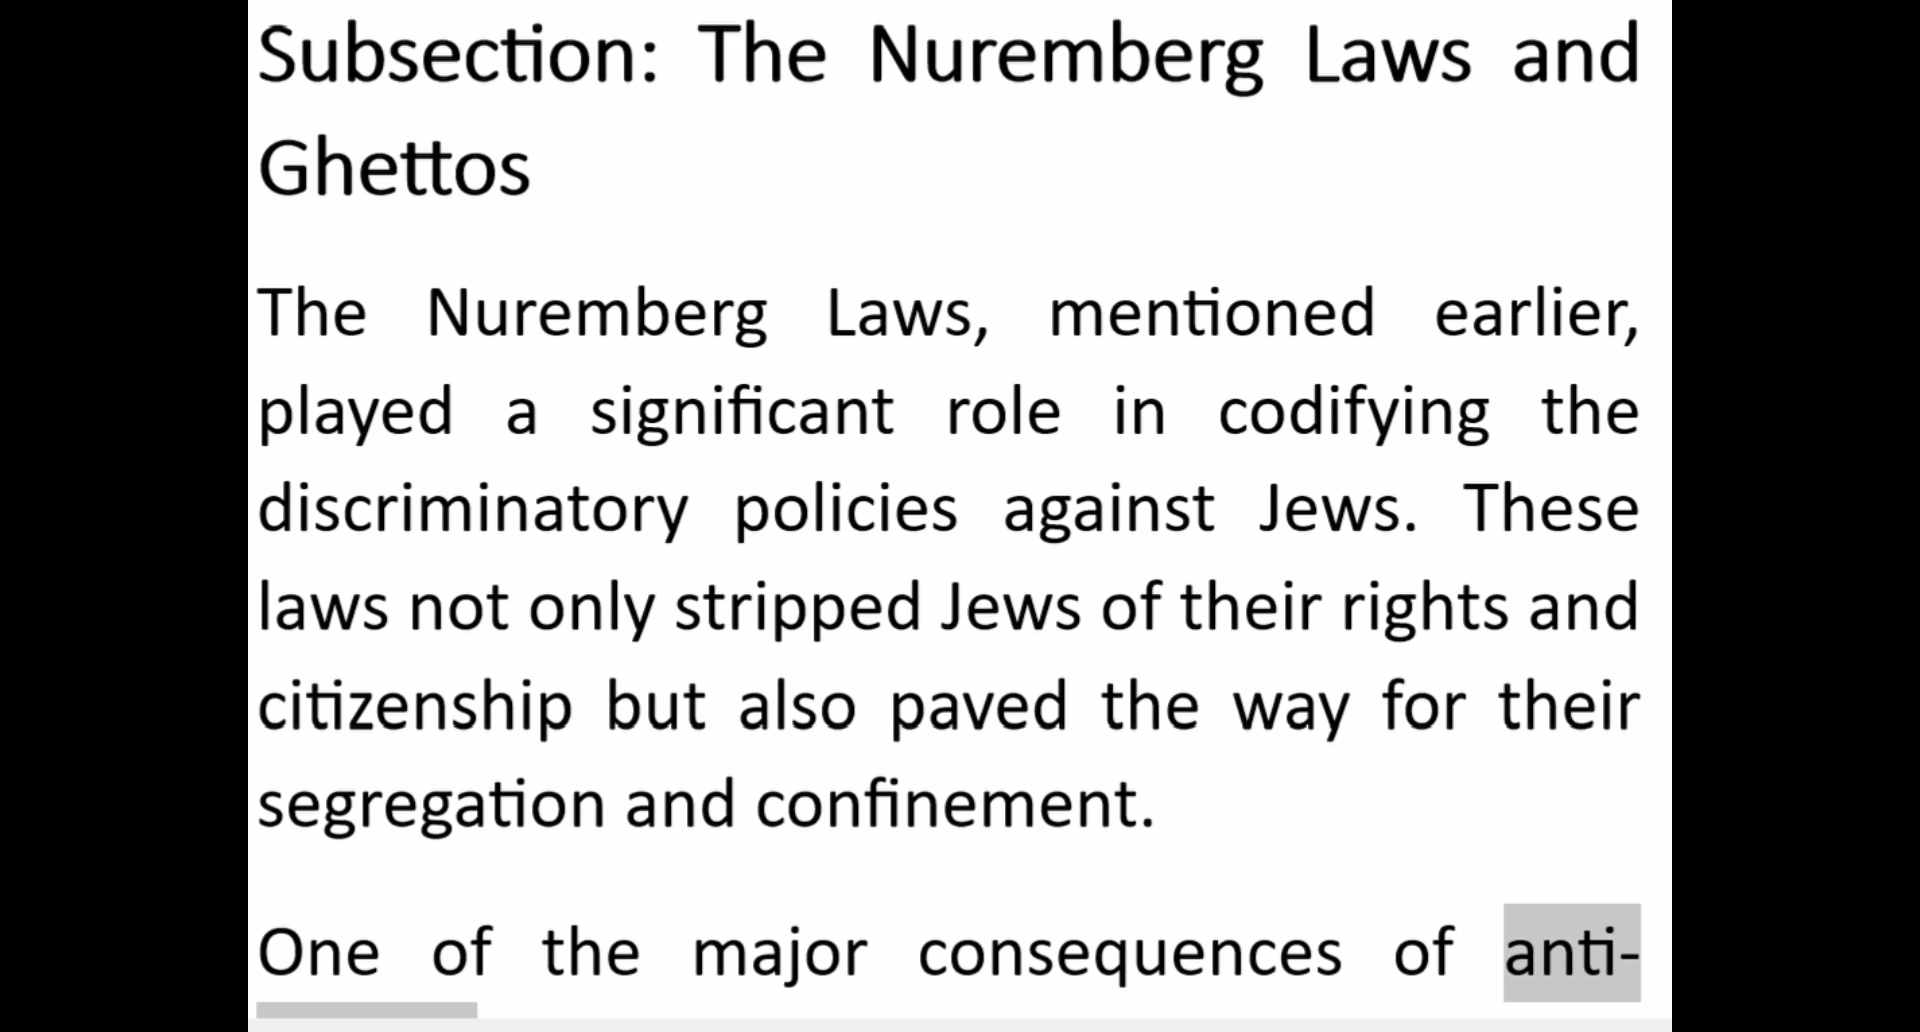 Subsection: The Nuremberg Laws and
Ghettos
The Nuremberg Laws, mentioned earlier,
played a significant role in codifying the
discriminatory policies against Jews. These
laws not only stripped Jews of their rights and
citizenship but also paved the way for their
segregation and confinement.
One of the major consequences of anti-